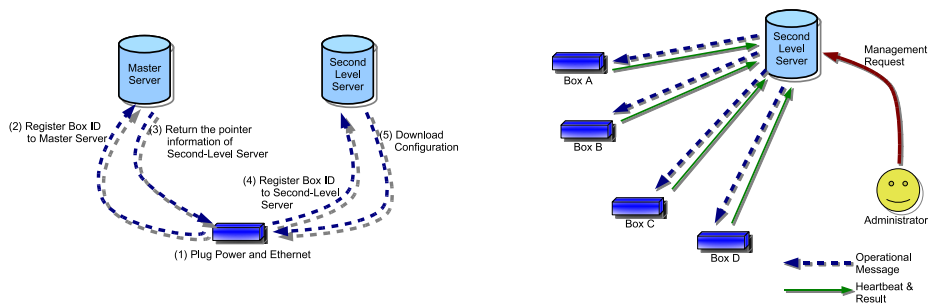 Master
Server
Second
Level
Server
(2) Register Box ID
to Master Server
(3) Return the pointer
information of
Second-Level Server
(4) Register Box ID
to Second-Level
Server
(5) Download
Configuration
(1) Plug Power and Ethernet
Second
Level
Server
Management
Request
Box A
Box B
Box C
Box D
Administrator
Operational
Message
Heartbeat &
Result